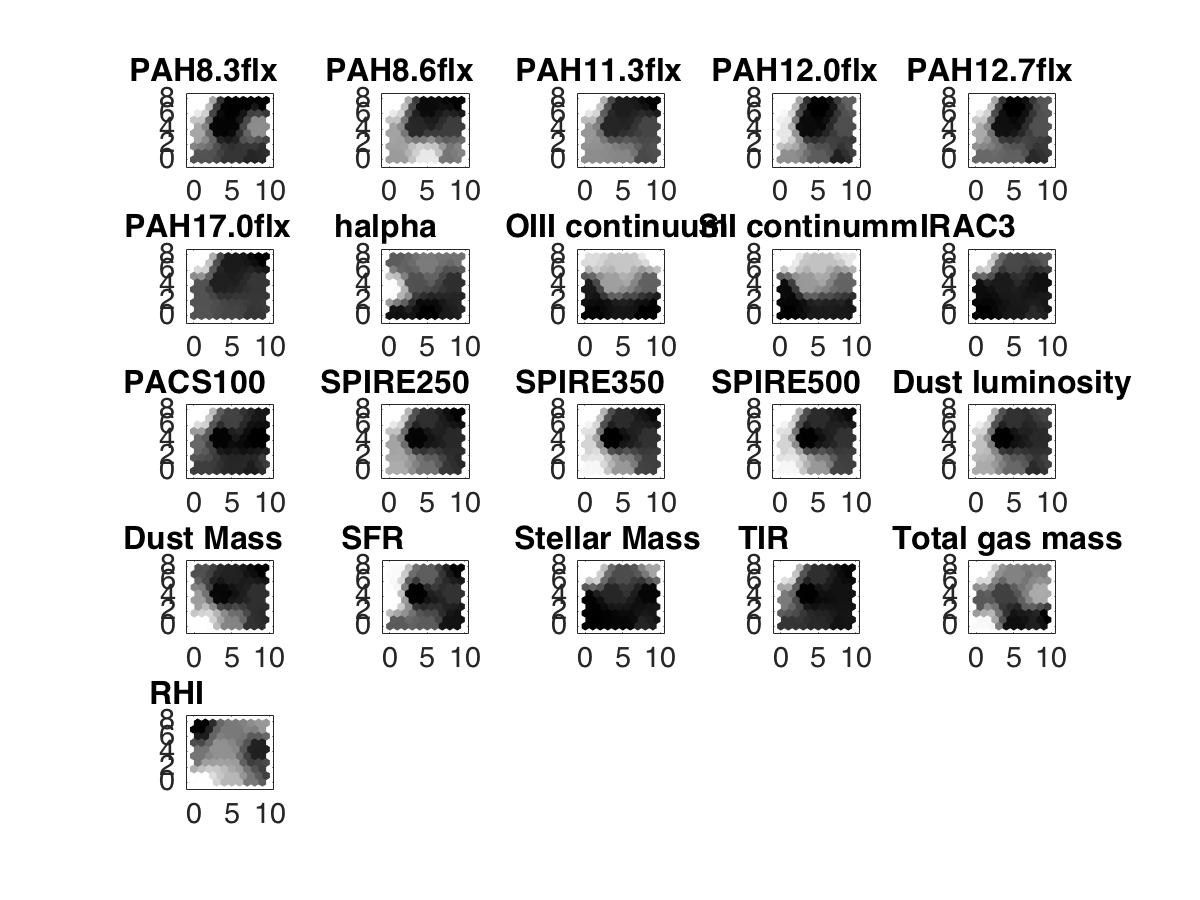 PAH8.3flx PAH8.6flx PAH11.3flx PAH12.0flx PAH12.7flx
8 8 8 8 8
6 6 6 6 6
4 4 4 4 4
2 2 2 2 2
0 0 0 0 0
0 5 10 0 5 10 0 5 10 0 5 10 0 5 10
PAH17.0flx halpha OIII continuum SII continumm IRAC3
8 8 8 8 8
6 6 6 6 6
4 4 4 4 4
2 2 2 2 2
0 0 0 0 0
0 5 10 0 5 10 0 5 10 0 5 10 0 5 10
PACS100 SPIRE250 SPIRE350 SPIRE500 Dust luminosity
8 8 8 8 8
6 6 6 6 6
4 4 4 4 4
2 2 2 2 2
0 0 0 0 0
0 5 10 0 5 10 0 5 10 0 5 10 0 5 10
Dust Mass SFR Stellar Mass TIR Total gas mass
8 8 8 8 8
6 6 6 6 6
4 4 4 4 4
2 2 2 2 2
0 0 0 0 0
0 5 10 0 5 10 0 5 10 0 5 10 0 5 10
RHI
8
6
4
2
0
0 5 10